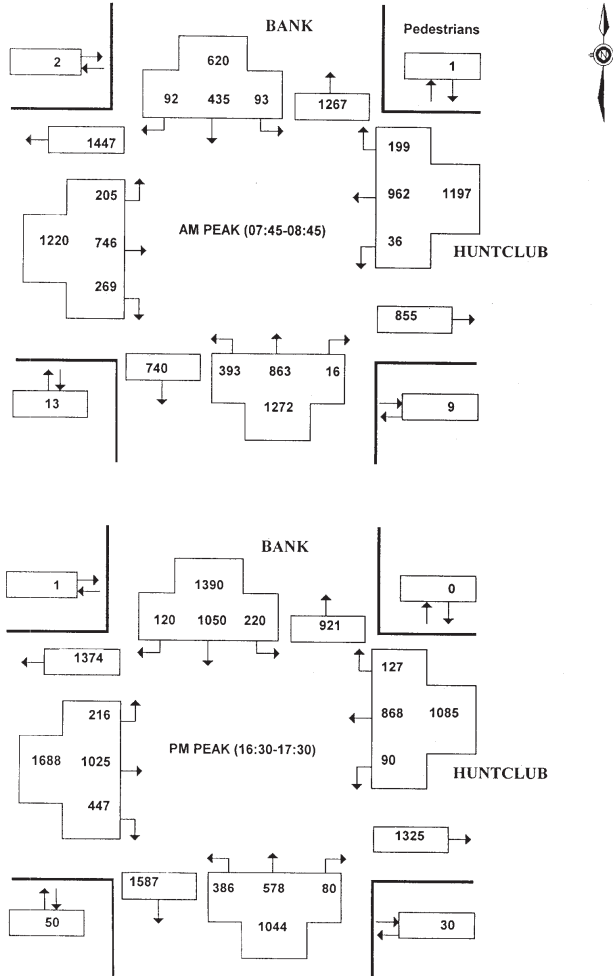 BANK
Pedestrians
2
620
1
92 435 93
1267
N
1447
199
205
962 1197
AM PEAK (07:45-08:45)
1220 746
36
HUNTCLUB
269
855
740
393 863 16
13
1272
9
BANK
1
1390
0
120 1050 220
921
1374
127
216
868 1085
1688 1025
PM PEAK (16:30-17:30)
90
HUNTCLUB
447
1325
1587
386 578 80
50
1044
30